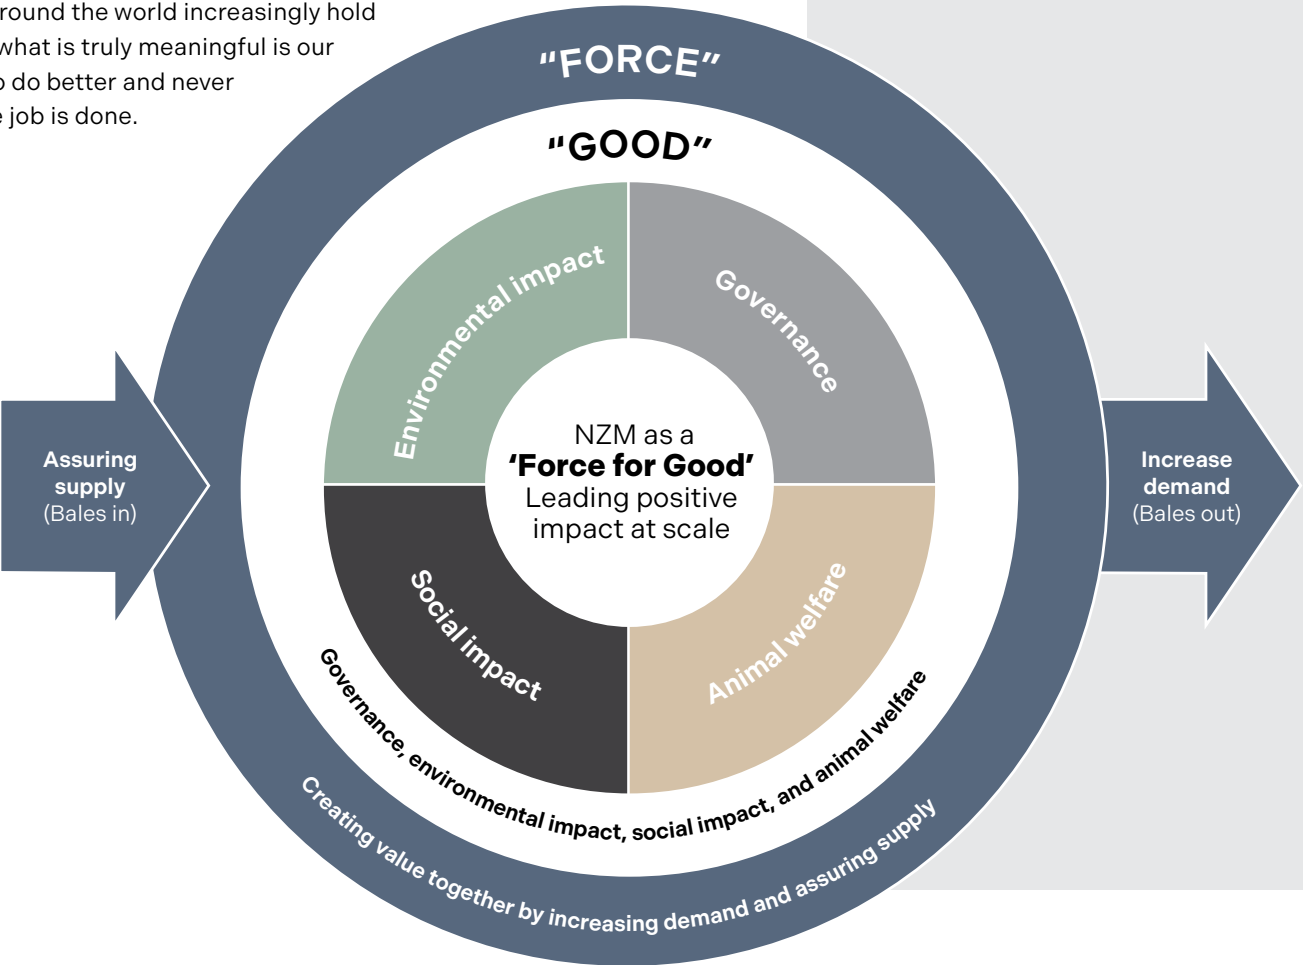 round the world increasingly hold
what is truly meaningful is our
do better and never
job is done.
“FORCE”
“GOOD”
Environmental impact
Governance
NZM as a
‘Force for Good’
Leading positive
impact at scale
Assuring
supply
(Bales in)
Increase
demand
(Bales out)
Social impact
Animal welfare
Governance, environmental impact, social impact, and animal welfare
Creating value together by increasing demand and assuring supply